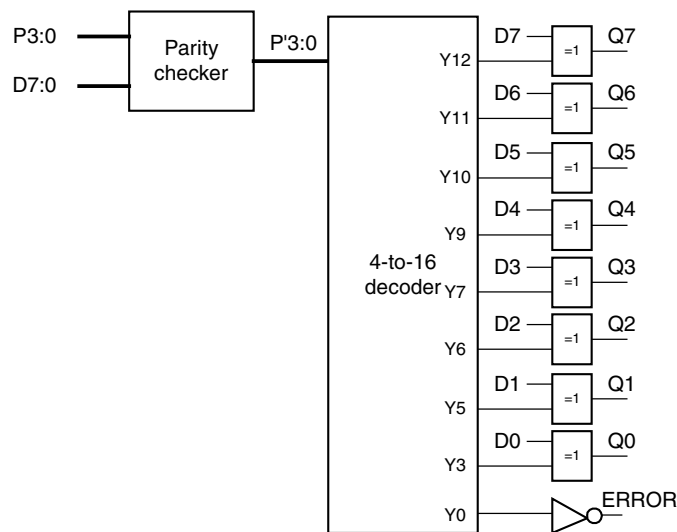 P3:0
D7:0
Parity
checker
P'3:0
4-to-16
decoder
Y12
D7
=1
Q7
Y11
D6
=1
Q6
Y10
D5
=1
Q5
Y9
D4
=1
Q4
Y7
D3
=1
Q3
Y6
D2
=1
Q2
Y5
D1
=1
Q1
Y3
D0
=1
Q0
Y0
ERROR